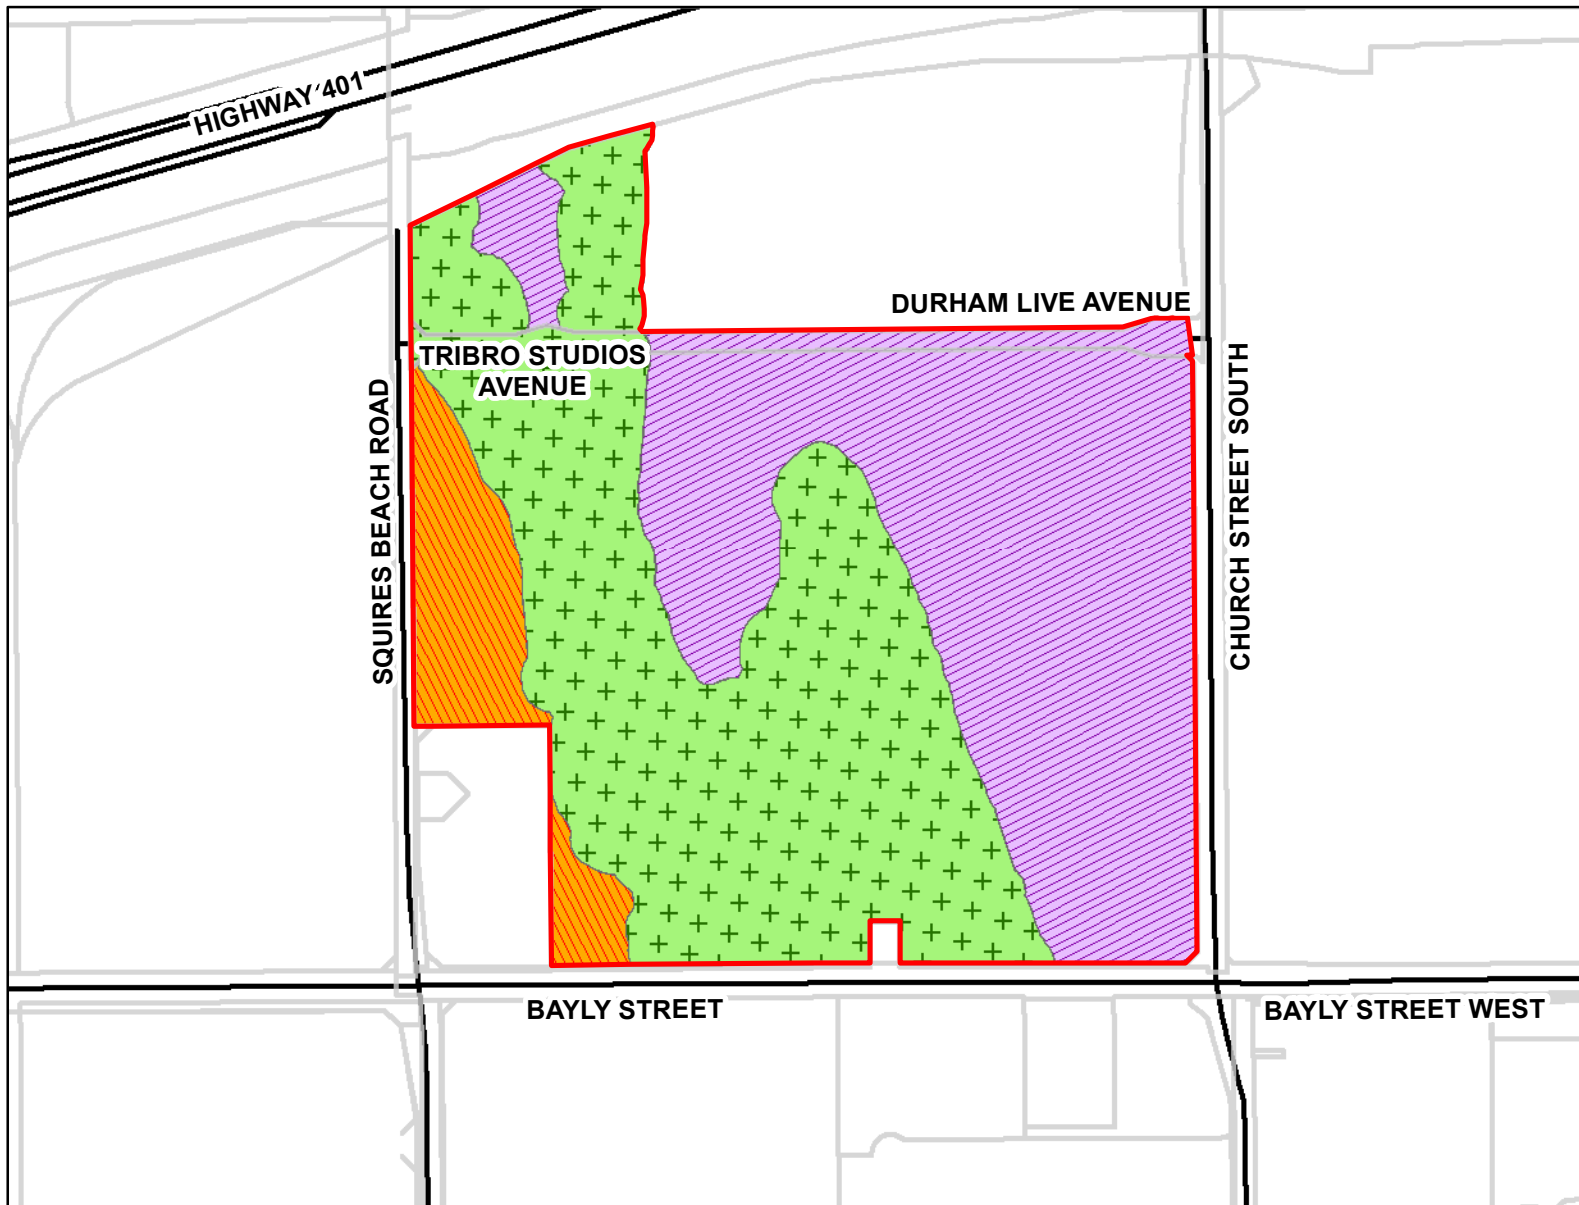 HIGHWAY 401
DURHAM LIVE AVENUE
TRIBRO STUDIOS
AVENUE
SQUIRES BEACH ROAD
CHURCH STREET SOUTH
BAYLY STREET
BAYLY STREET WEST